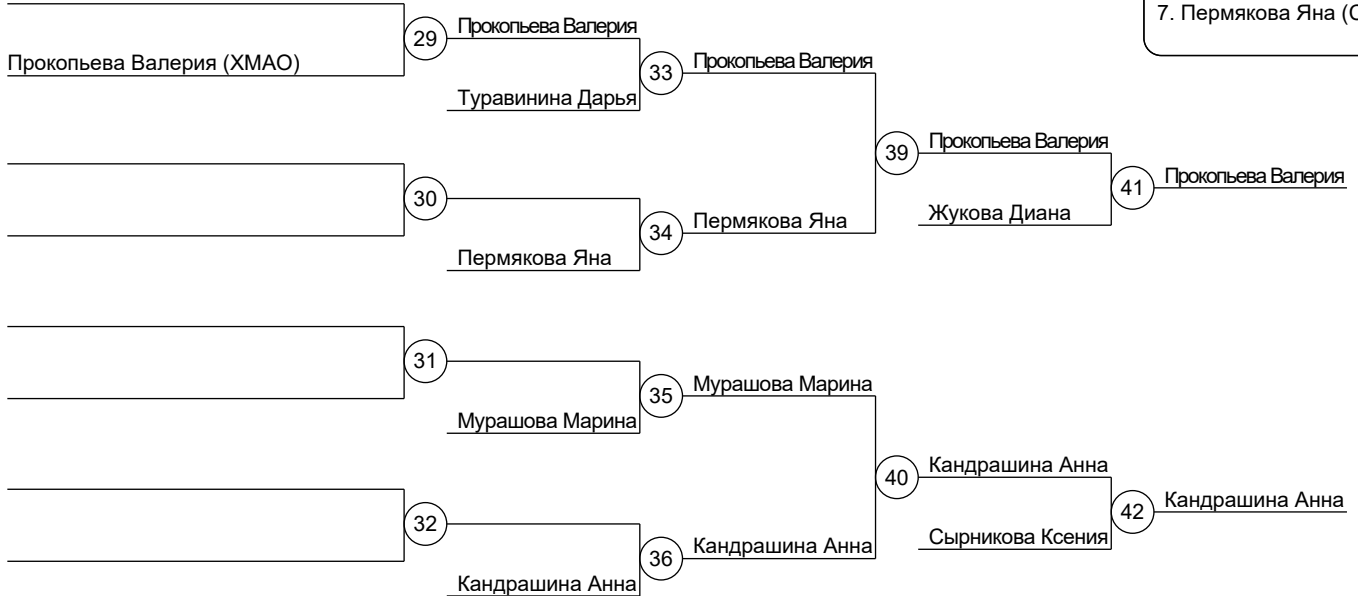 7. Пермякова Яна (С
29
Прокопьева Валерия
Прокопьева Валерия (ХМАО)
33
Прокопьева Валерия
Туравинина Дарья
39
Прокопьева Валерия
41
Прокопьева Валерия
30
34
Пермякова Яна
Жукова Диана
Пермякова Яна
31
35
Мурашова Марина
Мурашова Марина
40
Кандрашина Анна
42
Кандрашина Анна
32
36
Кандрашина Анна
Сырникова Ксения
Кандрашина Анна